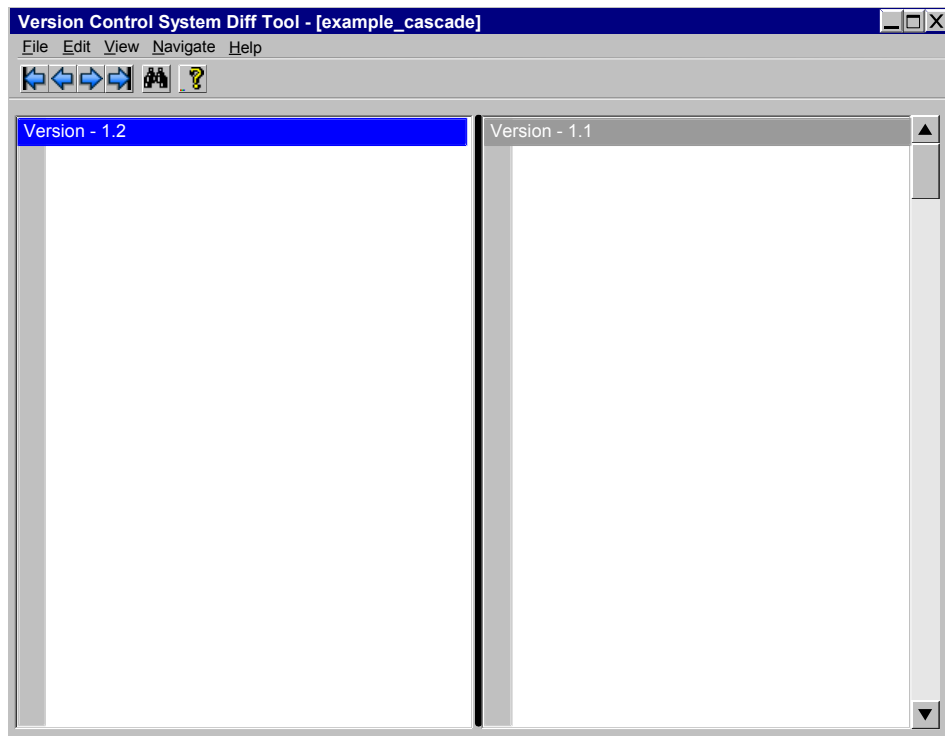 Version Control System Diff Tool - [example_cascade]
File Edit View Navigate Help
Version - 1.2
Version - 1.1